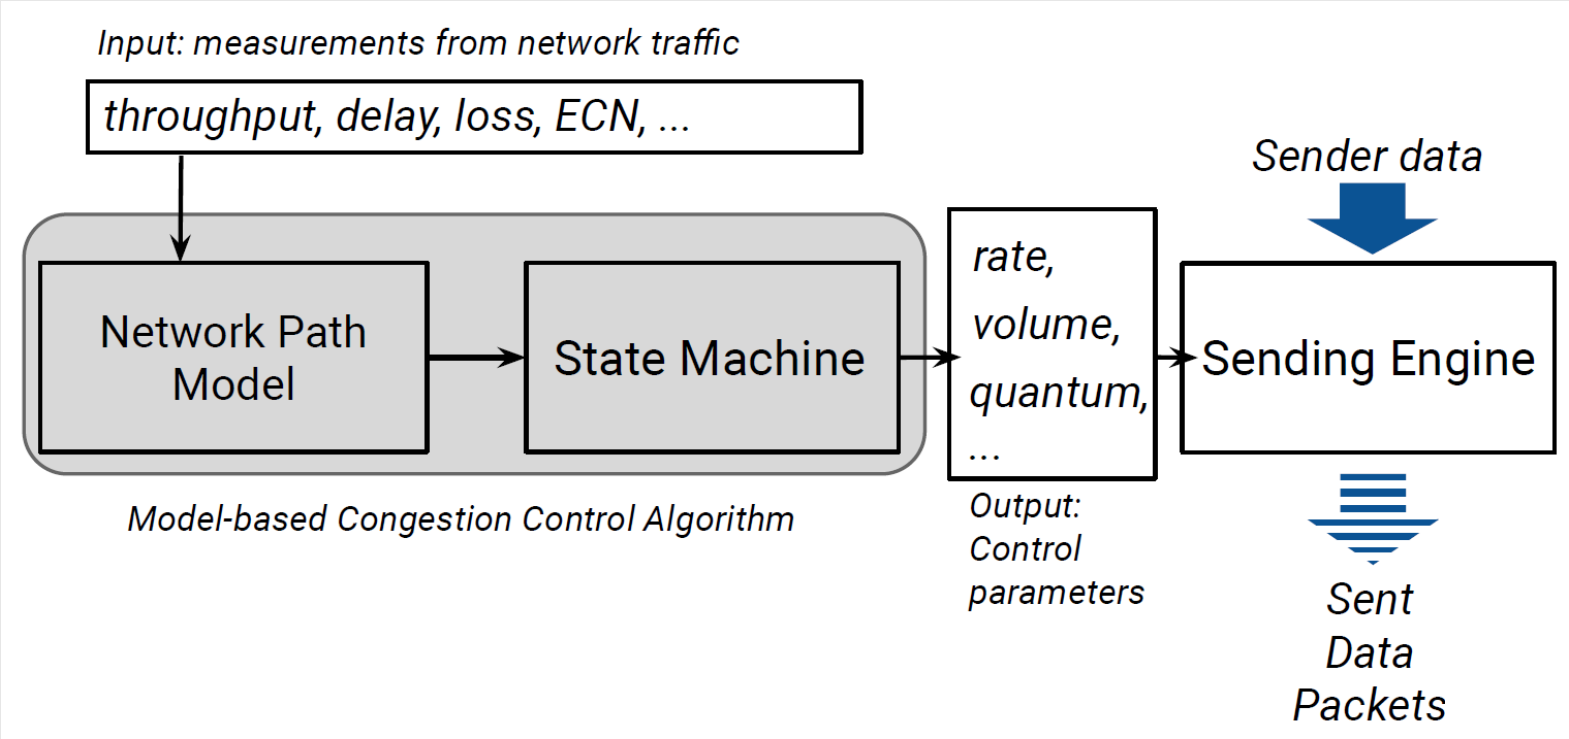 Input: measurements from network traffic
throughput, delay, loss, ECN, ...
Sender data
Network Path
Model
State Machine
rate,
volume,
quantum,
...
Sending Engine
Model-based Congestion Control Algorithm
Output:
Control
parameters
Sent
Data
Packets